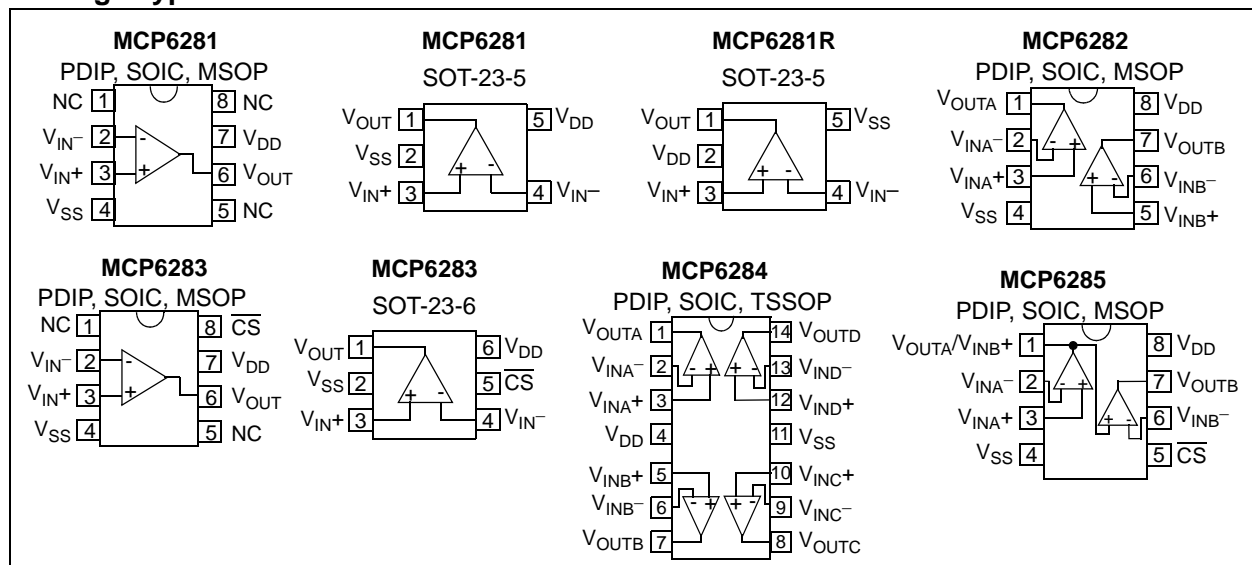 MCP6281
PDIP, SOIC, MSOP
NC 1
8 NC
VIN– 2
7 VDD
VIN+ 3
6 VOUT
VSS 4
5 NC
- +
MCP6281
SOT-23-5
VOUT 1
5 VDD
VSS 2
VIN+ 3
4 VIN–
+ -
MCP6281R
SOT-23-5
VOUT 1
5 VSS
VDD 2
VIN+ 3
4 VIN–
+ -
MCP6282
PDIP, SOIC, MSOP
VOUTA 1
8 VDD
VINA– 2
7 VOUTB
VINA+ 3
6 VINB–
VSS 4
5 VINB+
- +
+ -
MCP6283
PDIP, SOIC, MSOP
NC 1
8 CS
VIN– 2
7 VDD
VIN+ 3
6 VOUT
VSS 4
5 NC
- +
MCP6283
SOT-23-6
VOUT 1
6 VDD
VSS 2
5 CS
VIN+ 3
4 VIN–
+ -
MCP6284
PDIP, SOIC, TSSOP
VOUTA 1
14 VOUTD
VINA– 2
13 VIND–
VINA+ 3
12 VIND+
VDD 4
11 VSS
VINB+ 5
10 VINC+
VINB– 6
9 VINC–
VOUTB 7
8 VOUTC
- + + -
- + + -
MCP6285
PDIP, SOIC, MSOP
VOUTA/VINB+ 1
8 VDD
VINA– 2
7 VOUTB
VINA+ 3
6 VINB–
VSS 4
5 CS
- +
+ -